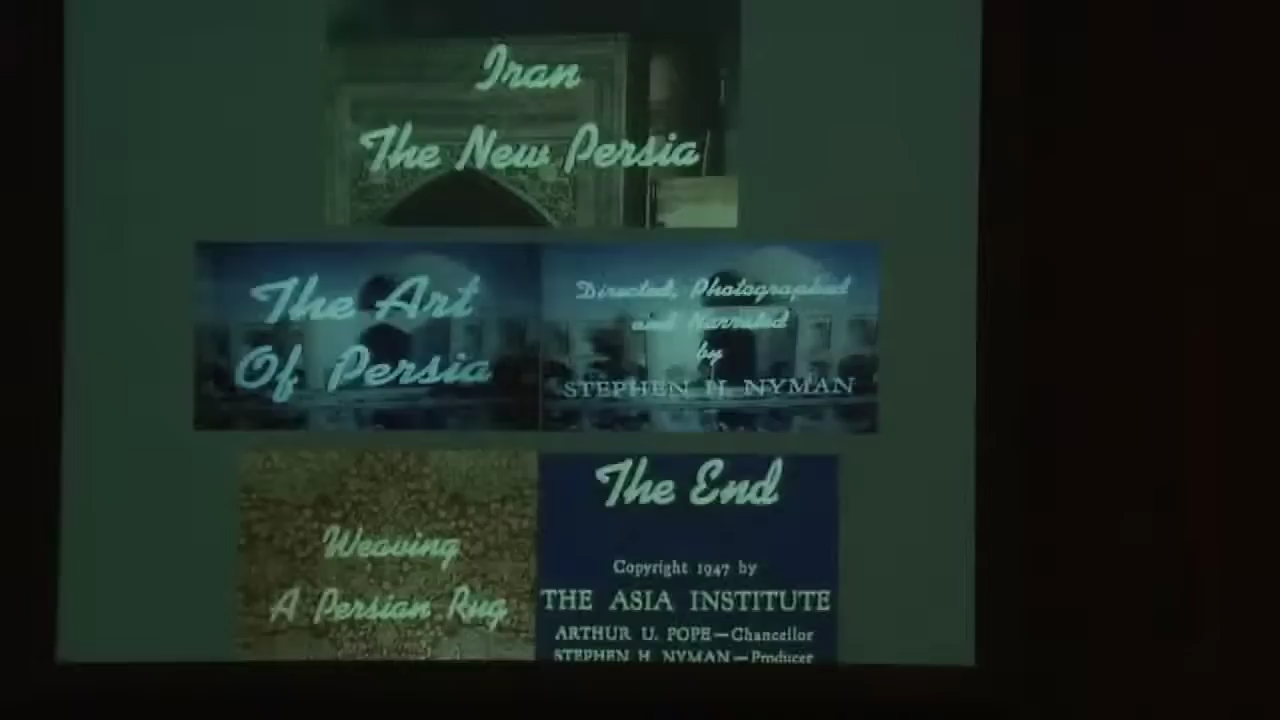 Iran
The New Persia
The Art
Of Persia
Directed, Photographed
and Narrated
by
STEPHEN H. NYMAN
Weaving
A Persian Rug
The End
Copyright 1947 by
THE ASIA INSTITUTE
ARTHUR U. POPE—Chancellor
STEPHEN H. NYMAN—Producer